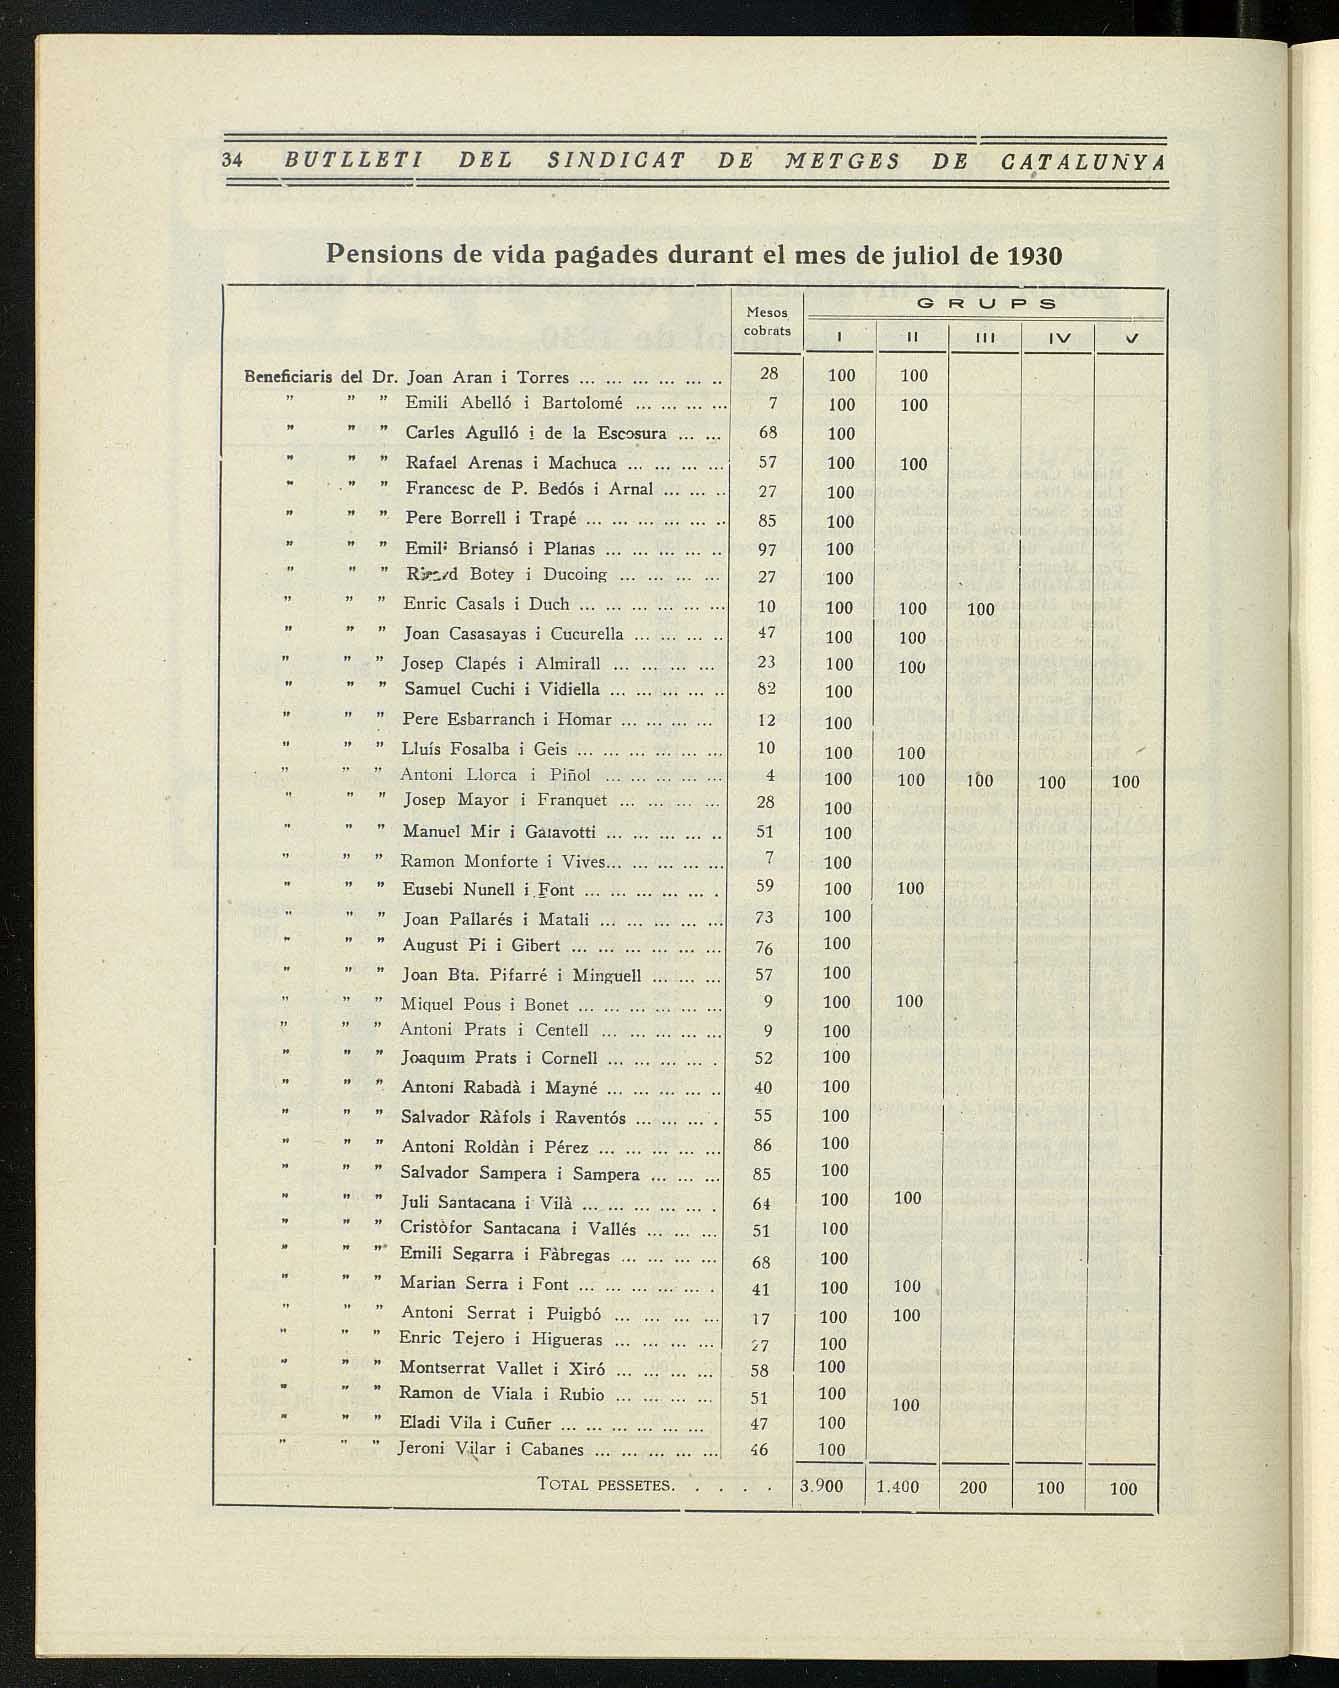 34 BUTLLETI DEL SINDICAT DE METGES DE CATALUNYA
Pensions de vida pagades durant el mes de juliol de 1930
Mesos cobrats GRUPS
I II III IV V
Beneficiaris del Dr. Joan Aran i Torres ... ... ... ... ... .. 28 100 100
" " " Emili Abelló i Bartolomé ... ... ... ... 7 100 100
" " " Carles Agulló i de la Escosura ... ... 68 100
" " " Rafael Arenas i Machuca ... ... ... ... 57 100 100
" " " Francesc de P. Bedós i Arnal ... ... .. 27 100
" " " Pere Borrell i Trapé ... ... ... ... ... .. 85 100
" " " Emili Briansó i Planas ... ... ... ... .. 97 100
" " " Ricard Botey i Ducoing ... ... ... ... 27 100
" " " Enric Casals i Duch ... ... ... ... ... ... 10 100 100 100
" " " Joan Casasayas i Cucurella ... ... ... .. 47 100 100
" " " Josep Clapés i Almirall ... ... ... ... 23 100 100
" " " Samuel Cuchi i Vidiella ... ... ... ... .. 82 100
" " " Pere Esbarranch i Homar ... ... ... ... 12 100
" " " Lluís Fosalba i Geis ... ... ... ... ... ... 10 100 100
" " " Antoni Llorca i Piñol ... ... ... ... ... 4 100 100 100 100 100
" " " Josep Mayor i Franquet ... ... ... ... 28 100
" " " Manuel Mir i Galavotti ... ... ... ... .. 51 100
" " " Ramon Monforte i Vives... ... ... ... ... 7 100
" " " Eusebi Nunell i Font ... ... ... ... ... . 59 100 100
" " " Joan Pallarés i Matali ... ... ... ... ... 73 100
" " " August Pi i Gibert ... ... ... ... ... ... 76 100
" " " Joan Bta. Pifarré i Minguell ... ... ... 57 100
" " " Miquel Pous i Bonet ... ... ... ... ... ... 9 100 100
" " " Antoni Prats i Centell ... ... ... ... ... 9 100
" " " Joaquim Prats i Cornell ... ... ... ... . 52 100
" " " Antoni Rabadà i Mayné ... ... ... ... .. 40 100
" " " Salvador Ràfols i Raventós ... ... ... . 55 100
" " " Antoni Roldàn i Pérez ... ... ... ... ... 86 100
" " " Salvador Sampera i Sampera ... ... ... 85 100
" " " Juli Santacana i Vilà ... ... ... ... ... . 64 100 100
" " " Cristòfor Santacana i Vallés ... ... ... 51 100
" " " Emili Segarra i Fàbregas ... ... ... ... 68 100
" " " Marian Serra i Font ... ... ... ... ... . 41 100 100
" " " Antoni Serrat i Puigbó ... ... ... ... 17 100 100
" " " Enric Tejero i Higueras ... ... ... ... 27 100
" " " Montserrat Vallet i Xiró ... ... ... ... 58 100
" " " Ramon de Viala i Rubio ... ... ... ... 51 100 100
" " " Eladi Vila i Cuñer ... ... ... ... ... ... 47 100
" " " Jeroni Vilar i Cabanes ... ... ... ... ... 46 100
TOTAL PESSETES. . . . . 3.900 1.400 200 100 100